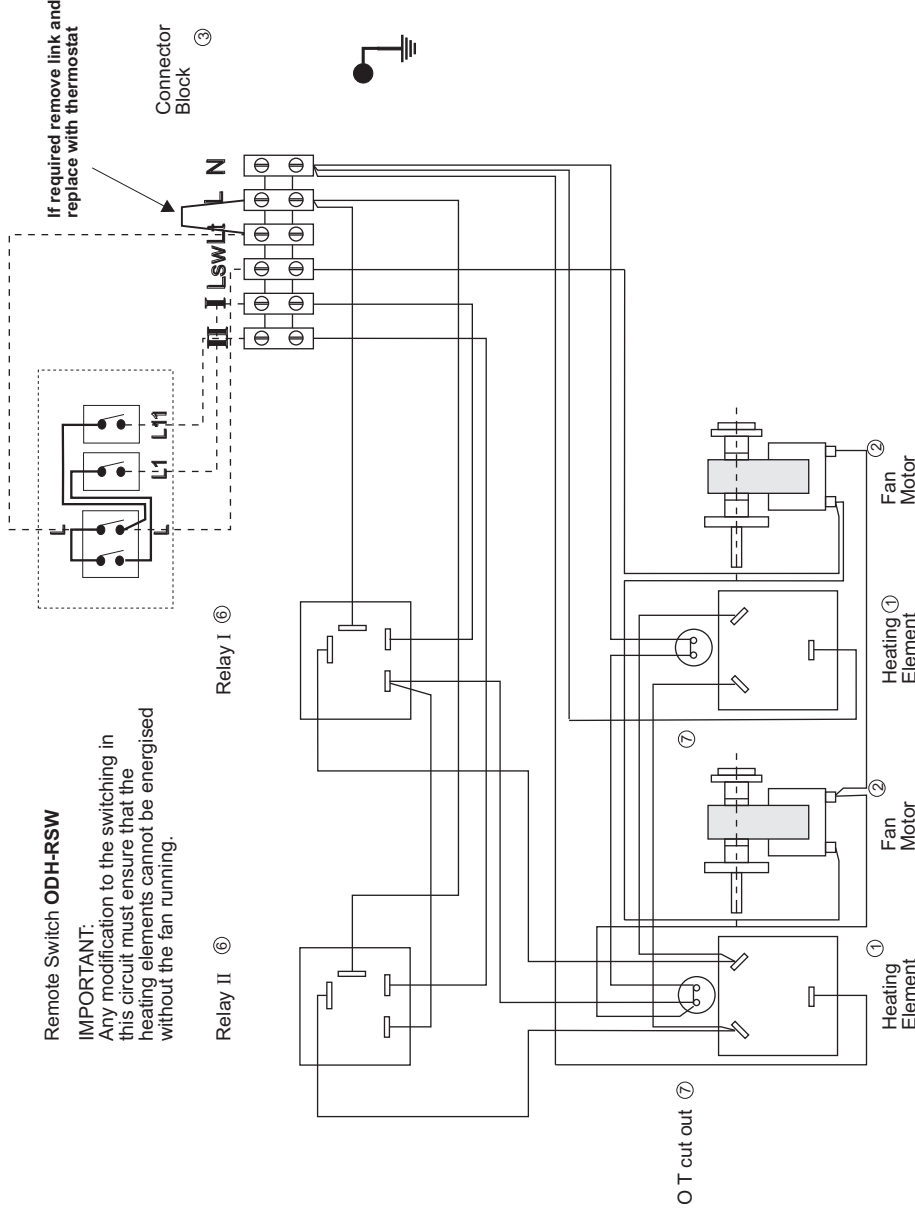 Remote Switch ODH-RSW
IMPORTANT:
Any modification to the switching in
this circuit must ensure that the
heating elements cannot be energised
without the fan running.
If required remove link and
replace with thermostat
Connector
Block
③
L
L
L1
L11
II
I
Lsw
Lt
L
N
Relay II ⑥
Relay I ⑥
O T cut out ⑦
⑦
Heating
Element
①
Fan
Motor
②
Heating ①
Element
Fan
Motor
②